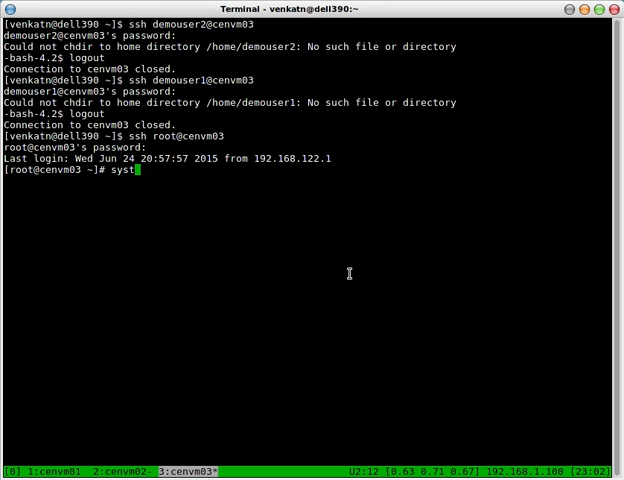 Terminal - venkatn@dell390:~
[venkatn@dell390 ~]$ ssh demouser2@cenvm03
demouser2@cenvm03's password:
Could not chdir to home directory /home/demouser2: No such file or directory
-bash-4.2$ logout
Connection to cenvm03 closed.
[venkatn@dell390 ~]$ ssh demouser1@cenvm03
demouser1@cenvm03's password:
Could not chdir to home directory /home/demouser1: No such file or directory
-bash-4.2$ logout
Connection to cenvm03 closed.
[venkatn@dell390 ~]$ ssh root@cenvm03
root@cenvm03's password:
Last login: Wed Jun 24 20:57:57 2015 from 192.168.122.1
[root@cenvm03 ~]# syst
[0] 1:cenvm01  2:cenvm02- 3:cenvm03* U2:12 [0.63 0.71 0.67] 192.168.1.100 [23:02]